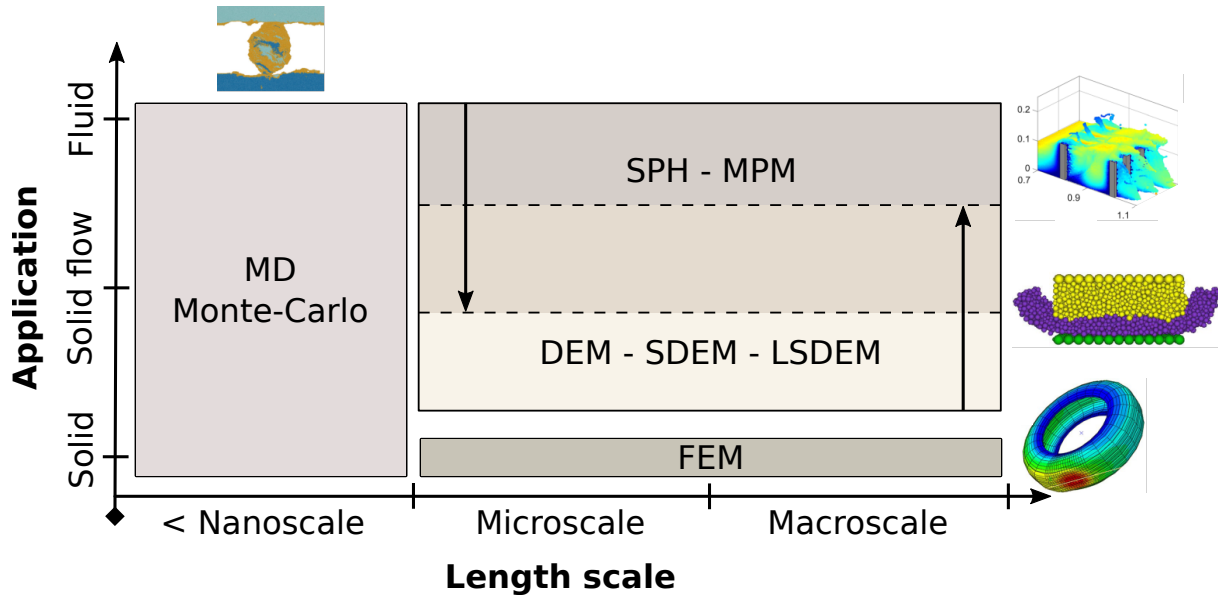 Application
Fluid
Solid flow
Solid
MD
Monte-Carlo
SPH - MPM
DEM - SDEM - LSDEM
FEM
0.2
0.1
0
0.7
0.9
1.1
< Nanoscale
Microscale
Macroscale
Length scale